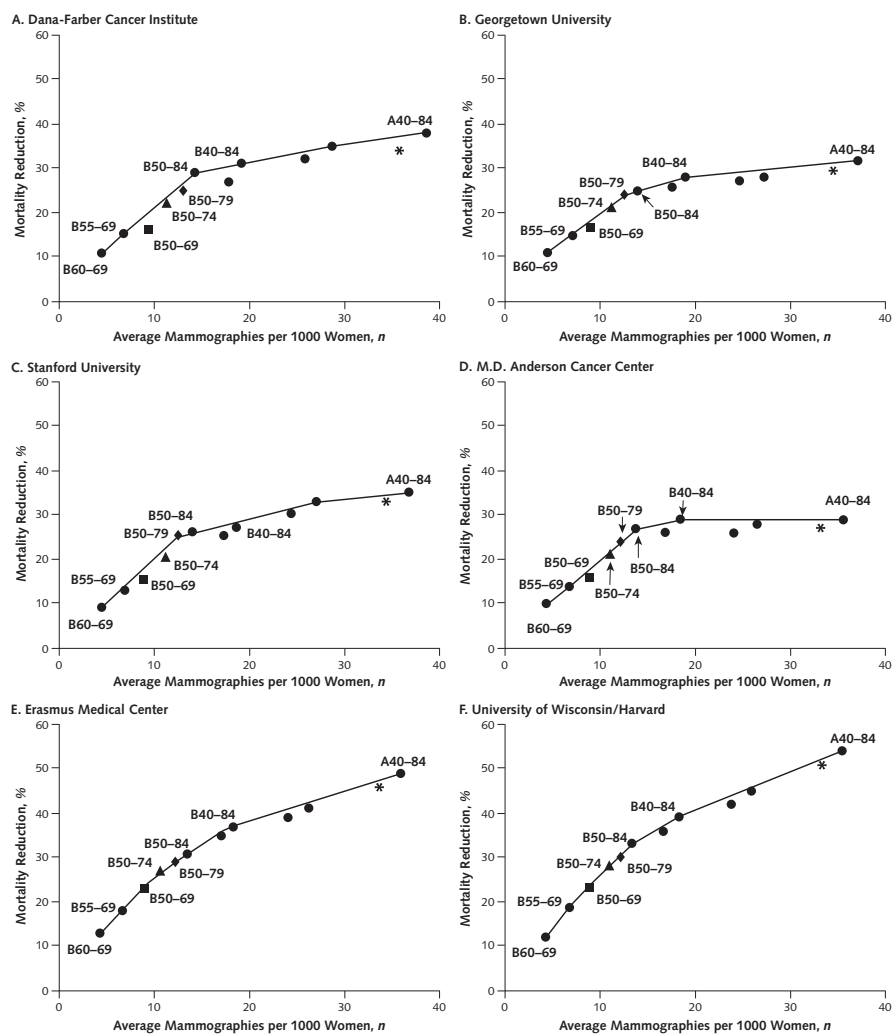 A. Dana-Farber Cancer Institute
60
50
40
30
20
10
0
Mortality Reduction, %
A40–84
*
B40–84
B50–84
B50–79
B50–74
B55–69
B50–69
B60–69
0 10 20 30 40
Average Mammographies per 1000 Women, n
B. Georgetown University
60
50
40
30
20
10
0
Mortality Reduction, %
A40–84
*
B40–84
B50–79
B50–74
B50–84
B55–69
B50–69
B60–69
0 10 20 30 40
Average Mammographies per 1000 Women, n
C. Stanford University
60
50
40
30
20
10
0
Mortality Reduction, %
A40–84
*
B50–84
B50–79
B40–84
B50–74
B55–69
B50–69
B60–69
0 10 20 30 40
Average Mammographies per 1000 Women, n
D. M.D. Anderson Cancer Center
60
50
40
30
20
10
0
Mortality Reduction, %
B40–84
A40–84
*
B50–79
B50–69
B50–84
B55–69
B50–74
B60–69
0 10 20 30 40
Average Mammographies per 1000 Women, n
E. Erasmus Medical Center
60
50
40
30
20
10
0
Mortality Reduction, %
A40–84
*
B40–84
B50–84
B50–74
B50–79
B50–69
B55–69
B60–69
0 10 20 30 40
Average Mammographies per 1000 Women, n
F. University of Wisconsin/Harvard
60
50
40
30
20
10
0
Mortality Reduction, %
A40–84
*
B40–84
B50–84
B50–74
B50–79
B55–69
B50–69
B60–69
0 10 20 30 40
Average Mammographies per 1000 Women, n